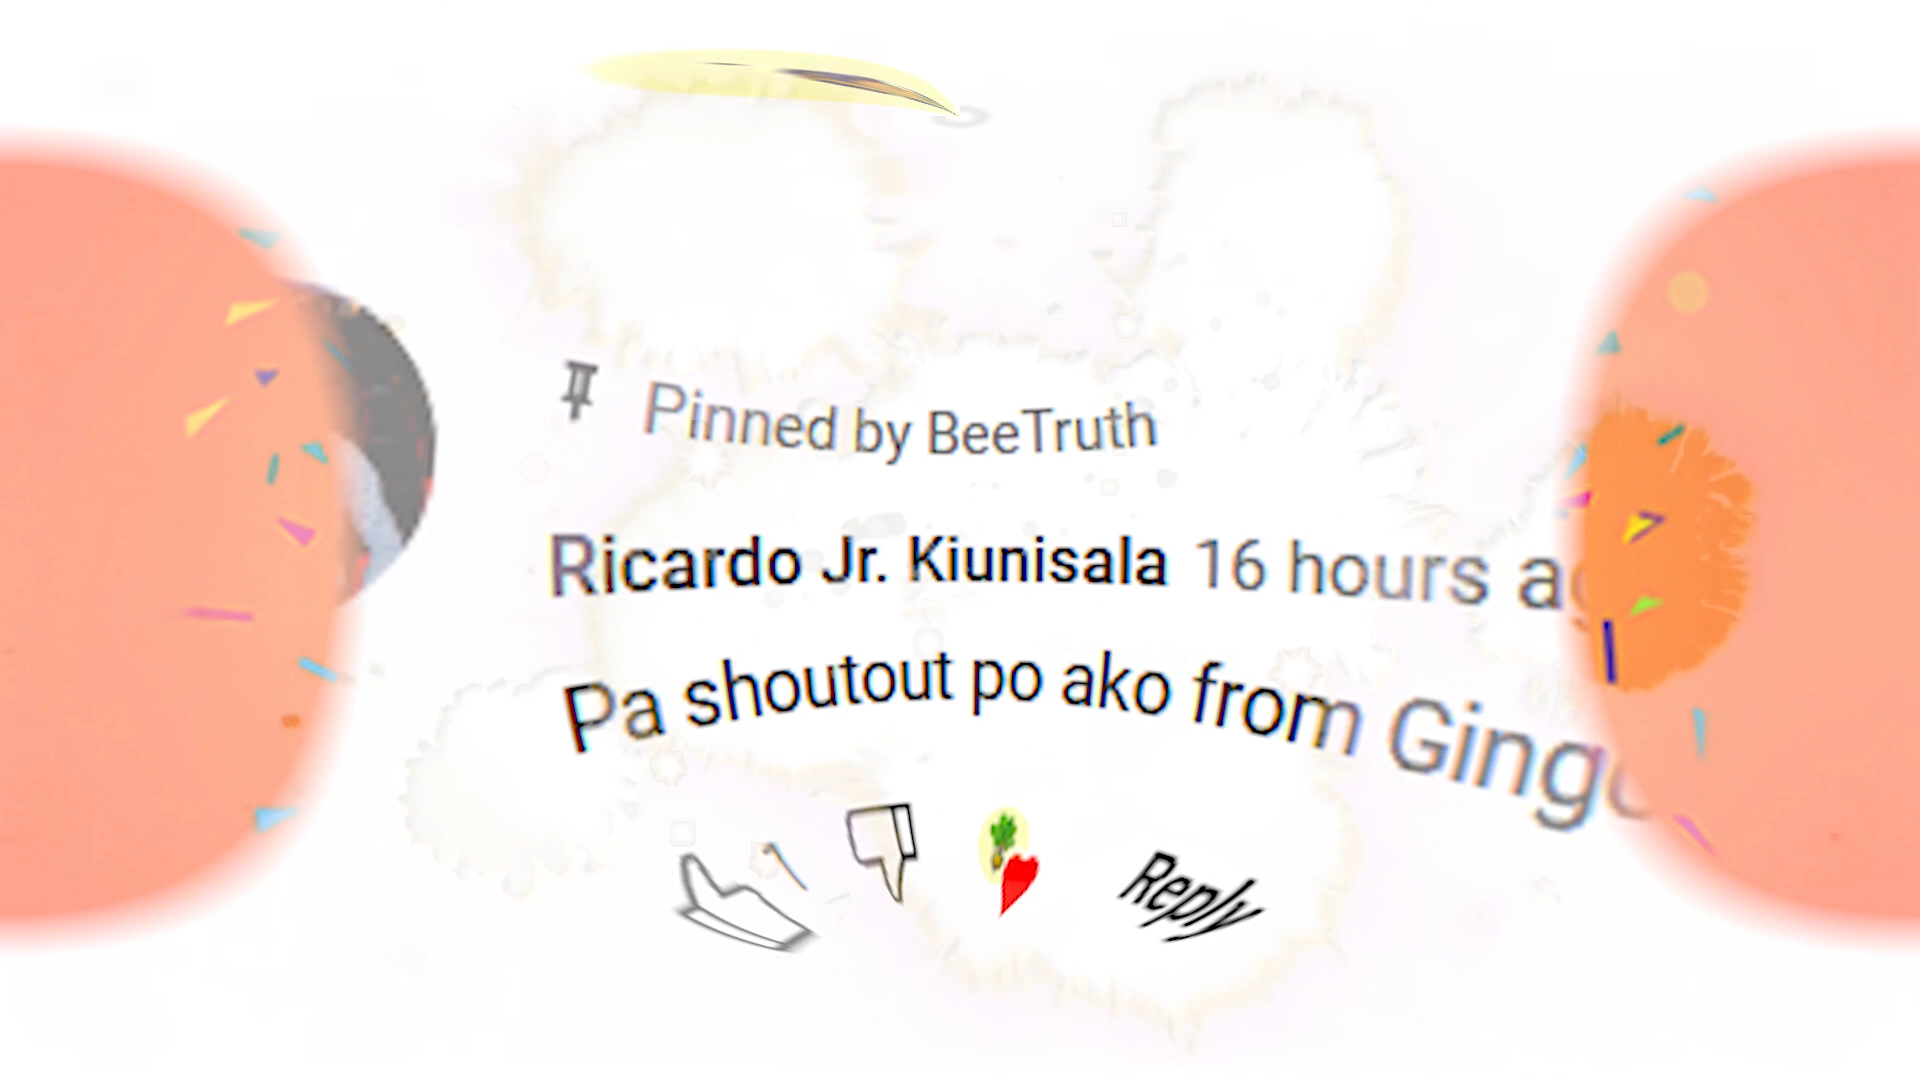 Pinned by BeeTruth
Ricardo Jr. Kiunisala 16 hours
Pa shoutout po ako from
Reply